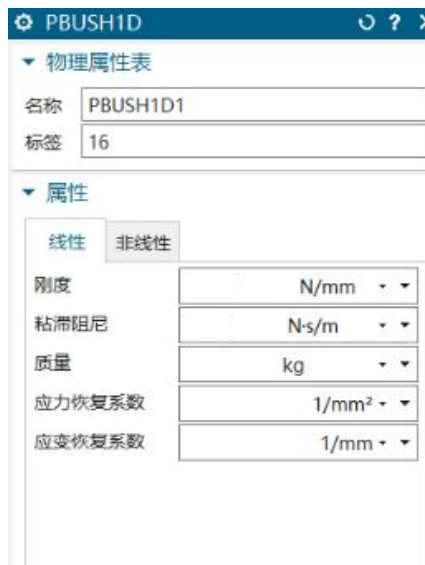 PBUSH1D ?
物理属性表
名称 PBUSH1D1
标签 16
属性
线性 非线性
刚度 N/mm
粘滞阻尼 N·s/m
质量 kg
应力恢复系数 1/mm²
应变恢复系数 1/mm